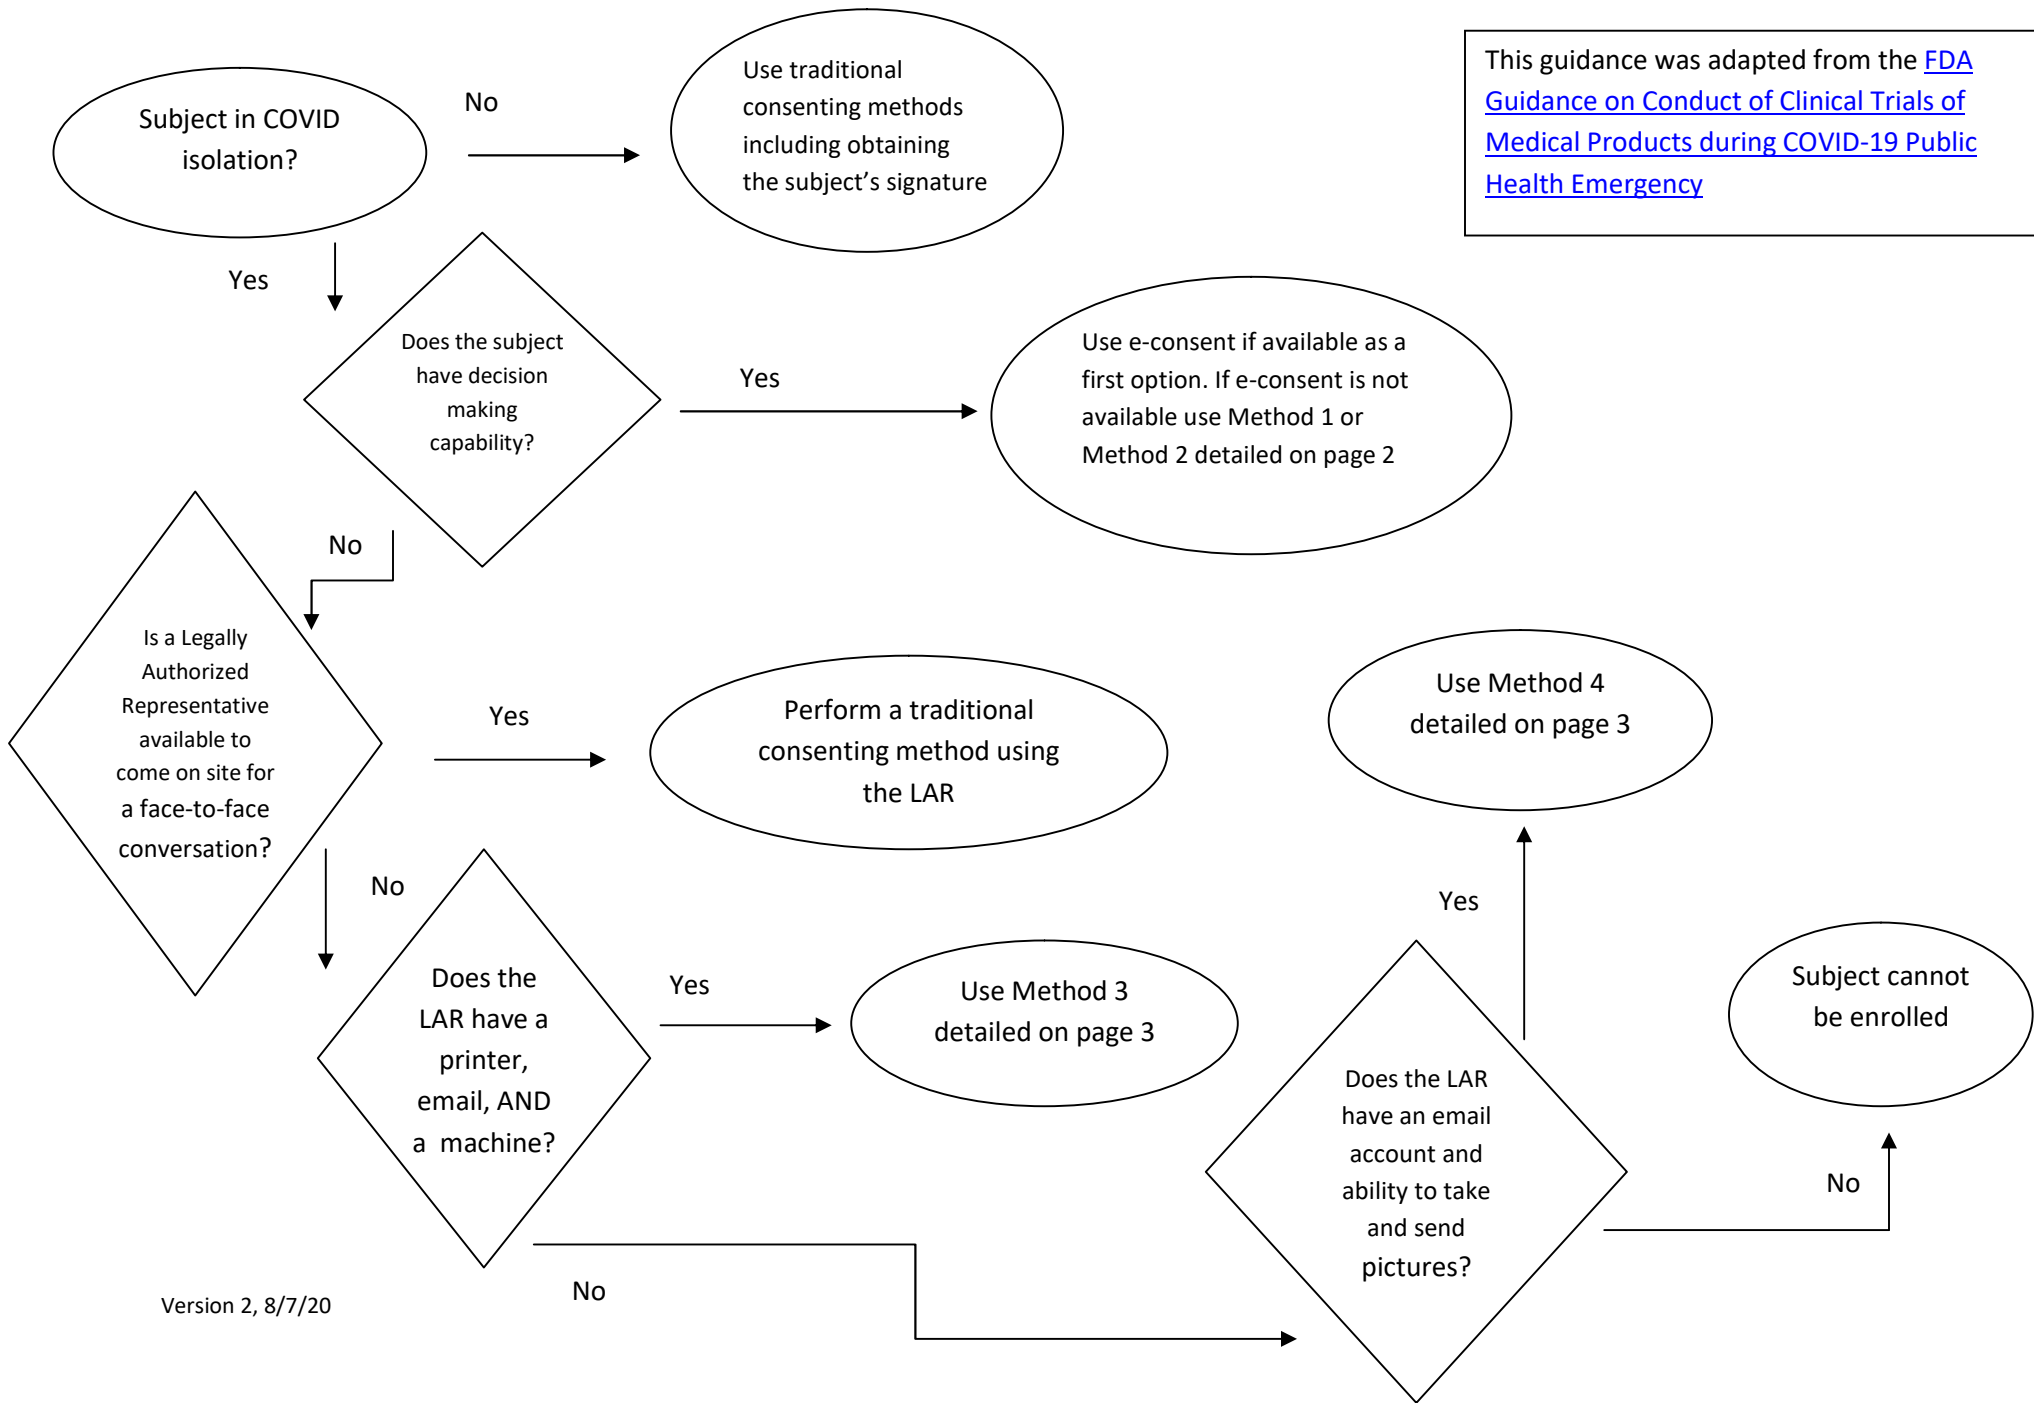 Subject in COVID
isolation?
No
Use traditional
consenting methods
including obtaining
the subject’s signature
This guidance was adapted from the FDA
Guidance on Conduct of Clinical Trials of
Medical Products during COVID-19 Public
Health Emergency
Yes
Does the subject
have decision
making
capability?
Yes
Use e-consent if available as a
first option. If e-consent is not
available use Method 1 or
Method 2 detailed on page 2
No
Is a Legally
Authorized
Representative
available to
come on site for
a face-to-face
conversation?
Yes
Perform a traditional
consenting method using
the LAR
No
Does the
LAR have a
printer,
email, AND
a  machine?
Yes
Use Method 3
detailed on page 3
No
Does the LAR
have an email
account and
ability to take
and send
pictures?
Yes
Use Method 4
detailed on page 3
No
Subject cannot
be enrolled
Version 2, 8/7/20